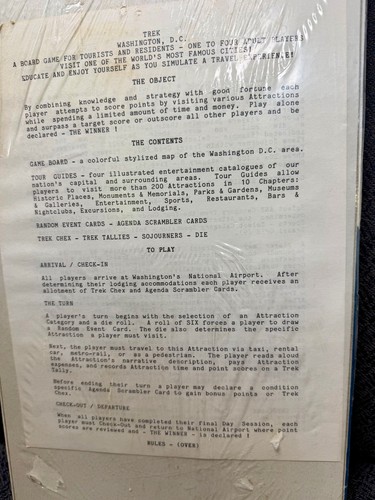 TREK
WASHINGTON, D.C.
A BOARD GAME FOR TOURISTS AND RESIDENTS - ONE TO FOUR ADULT PLAYERS
VISIT ONE OF THE WORLD'S MOST FAMOUS CITIES!
EDUCATE AND ENJOY YOURSELF AS YOU SIMULATE A TRAVEL EXPERIENCE!
THE OBJECT
By combining knowledge and strategy with good fortune each
player attempts to score points by visiting various Attractions
while spending a limited amount of time and money. Play alone
and surpass a target score or outscore all other players and be
declared - THE WINNER !
THE CONTENTS
GAME BOARD - a colorful stylized map of the Washington D.C. area.
TOUR GUIDES - four illustrated entertainment catalogues of our
nation's capital and surrounding areas. Tour Guides allow
players to visit more than 200 Attractions in 10 Chapters:
Historic Places, Monuments & Memorials, Parks & Gardens, Museums
& Galleries, Entertainment, Sports, Restaurants, Bars &
Nightclubs, Excursions, and Lodging.
RANDOM EVENT CARDS - AGENDA SCRAMBLER CARDS
TREK CHEX - TREK TALLIES - SOJOURNERS - DIE
TO PLAY
ARRIVAL / CHECK-IN
All players arrive at Washington's National Airport. After
determining their lodging accommodations each player receives an
allotment of Trek Chex and Agenda Scrambler Cards.
THE TURN
A player's turn begins with the selection of an Attraction
Category and a die roll. A roll of SIX forces a player to draw
a Random Event Card. The die also determines the specific
Attraction a player must visit.
Next, the player must travel to this Attraction via taxi, rental
car, metro-rail, or as a pedestrian. The player reads aloud
the Attraction's narrative description, pays Attraction
expenses, and records Attraction time and point scores on a Trek
Tally.
Before ending their turn a player may declare a condition
specific Agenda Scrambler Card to gain bonus points or Trek
Chex.
CHECK-OUT / DEPARTURE
When all players have completed their final Day Session, each
player must Check-Out and return to National Airport where point
scores are reviewed and - THE WINNER - is declared !
RULES - (OVER)